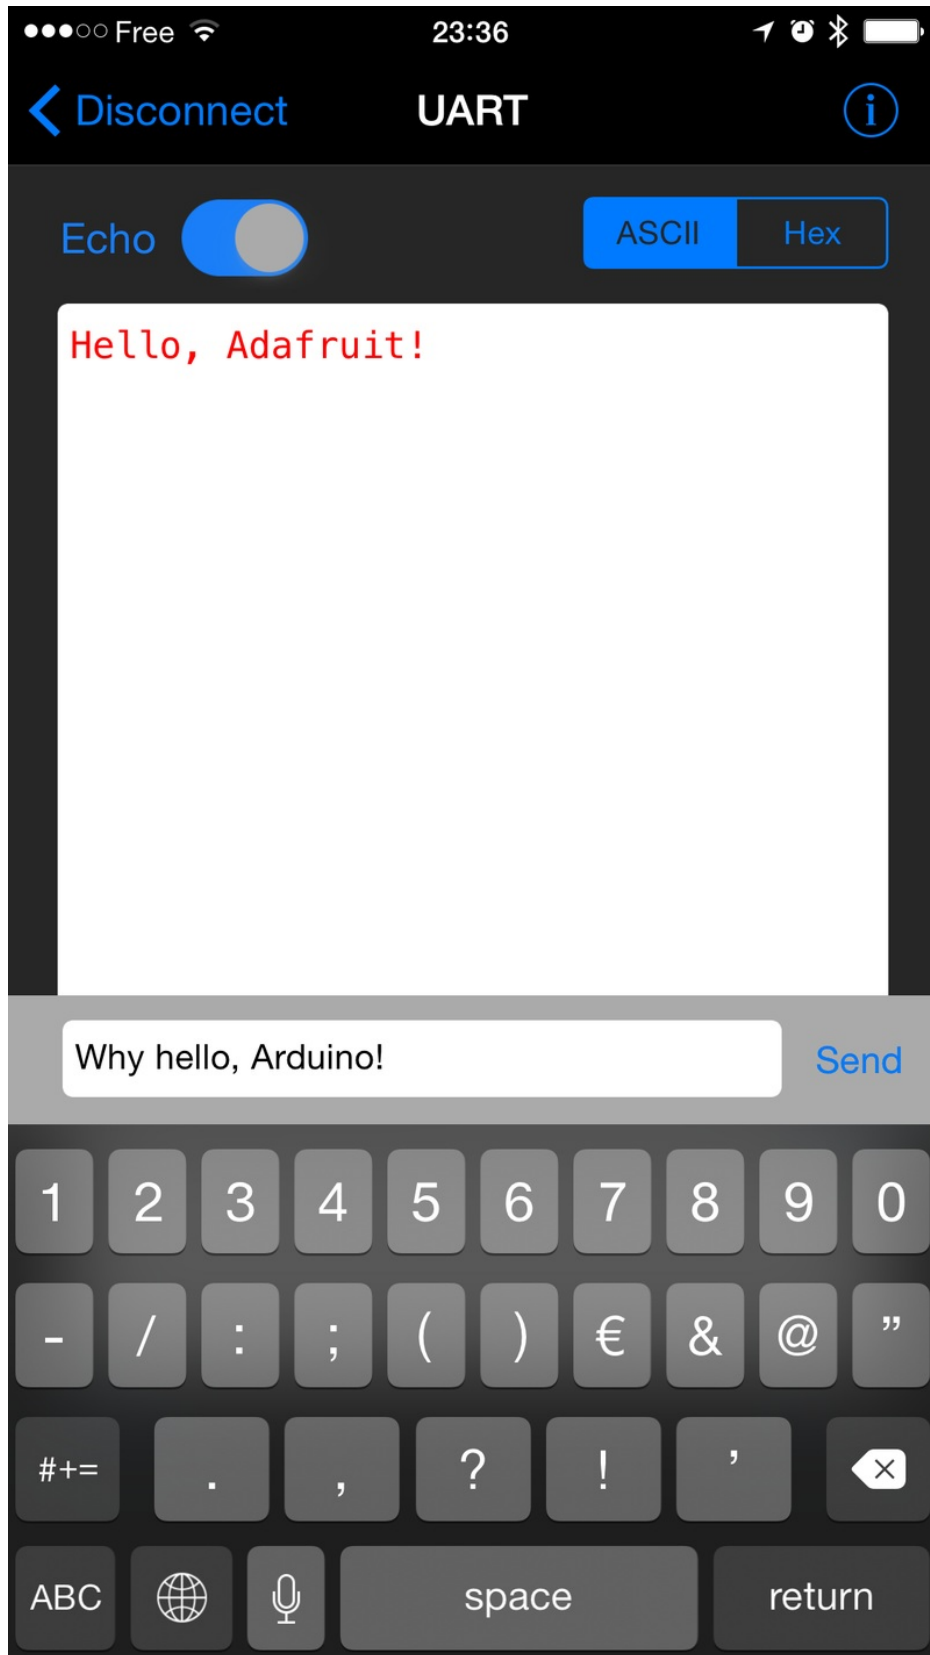 Free 23:36
Disconnect UART i
Echo ASCII Hex
Hello, Adafruit!
Why hello, Arduino! Send
1 2 3 4 5 6 7 8 9 0
- / : ; ( ) € & @ ”
#+= . , ? ! ’
ABC space return